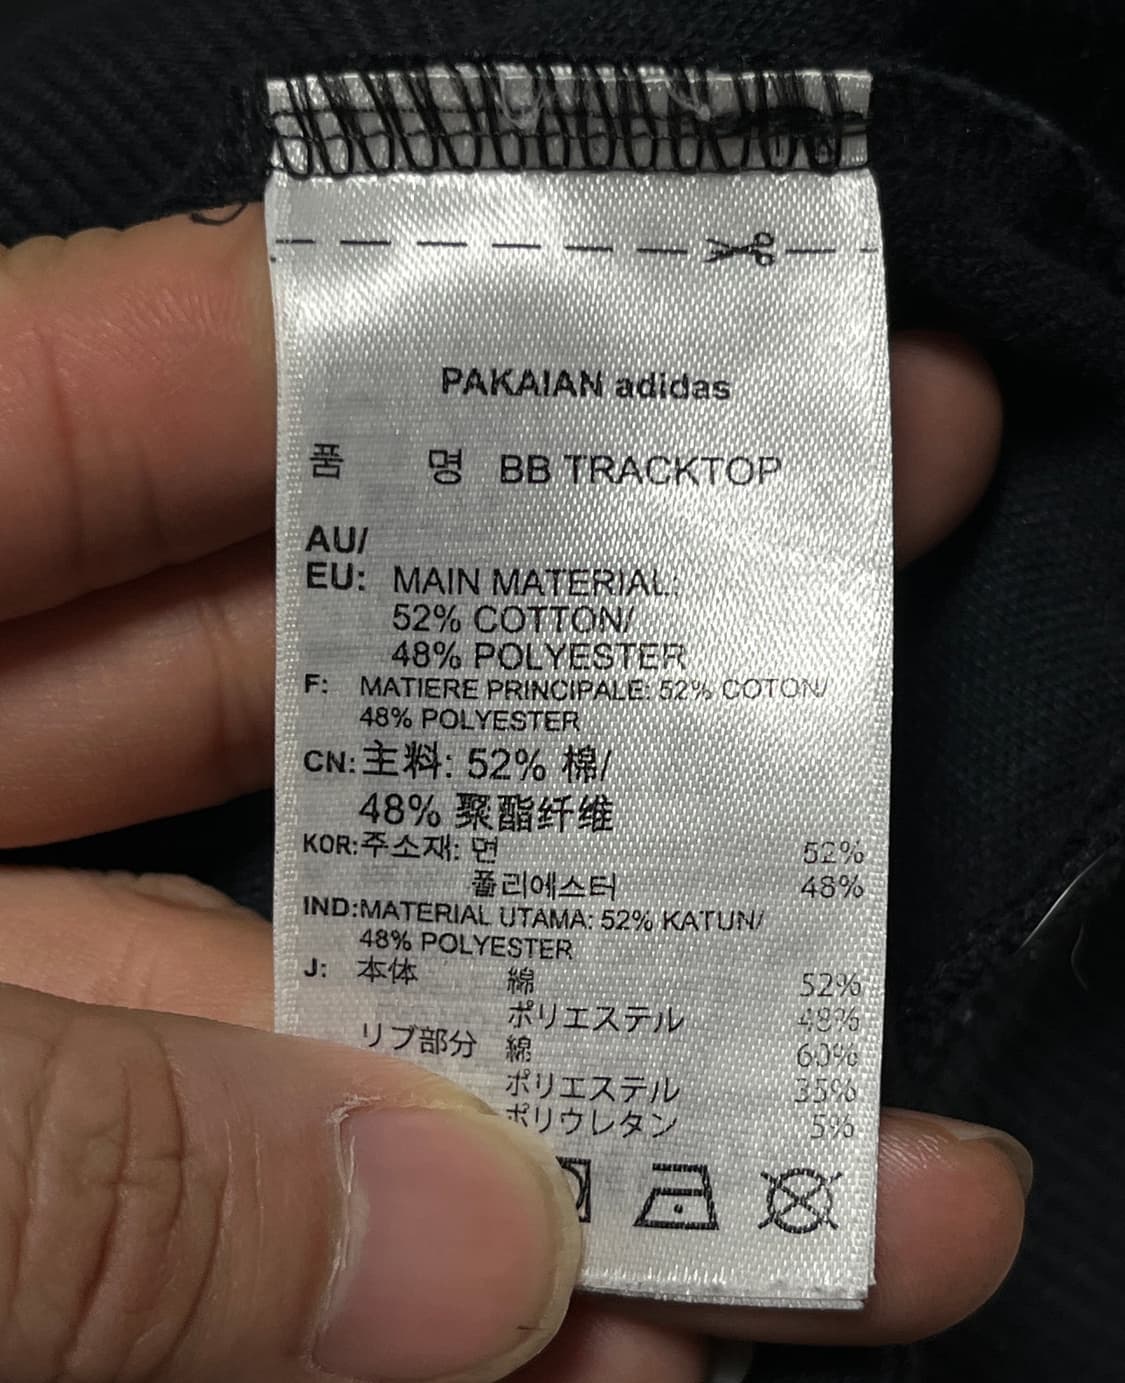 PAKAIAN adidas
품 명 BB TRACKTOP
AU/
EU: MAIN MATERIAL:
52% COTTON/
48% POLYESTER
F: MATIERE PRINCIPALE: 52% COTON/
48% POLYESTER
CN:主料: 52% 棉/
48% 聚酯纤维
KOR:주소재: 면 52%
폴리에스터 48%
IND:MATERIAL UTAMA: 52% KATUN/
48% POLYESTER
J: 本体 綿 52%
ポリエステル 48%
リブ部分 綿 60%
ポリエステル 35%
ポリウレタン 5%